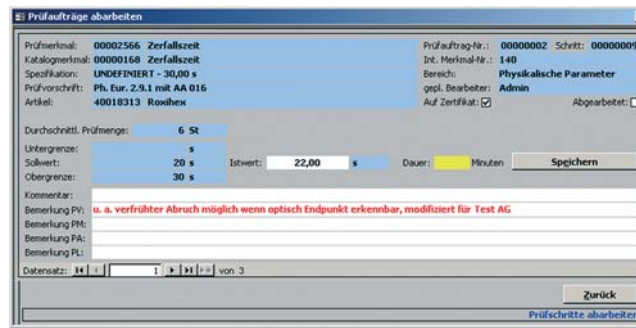 Prüfaufträge abarbeiten
Prüfmerkmal: 00002566 Zerfallszeit Prüfauftrag-Nr.: 00000002 Schritt: 00000009
Katalogmerkmal: 00000168 Zerfallszeit Int. Merkmal-Nr.: 140
Spezifikation: UNDEFINIERT - 30,00 s Bereich: Physikalische Parameter
Prüfvorschrift: Ph. Eur. 2.9.1 mit AA 016 gepl. Bearbeiter: Admin
Artikel: 40018313 Roxihex Auf Zertifikat: Abgearbeitet:
Durchschnittl. Prüfmenge: 6 St
Untergrenze: s
Sollwert: 20 s Istwert: 22,00 s Dauer: Minuten Speichern
Obergrenze: 30 s
Kommentar:
Bemerkung PV: u. a. verfrühter Abruch möglich wenn optisch Endpunkt erkennbar, modifiziert für Test AG
Bemerkung PM:
Bemerkung PA:
Bemerkung PL:
Datensatz: 1 von 3
Zurück
Prüfschritte abarbeiten